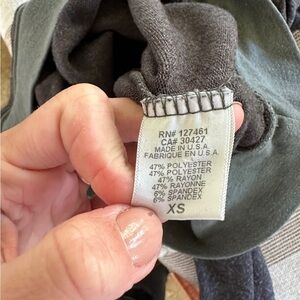 RN# 127461
CA# 30427
MADE IN U.S.A.
FABRIQUE EN U.S.A.
47% POLYESTER
47% POLYESTER
47% RAYON
47% RAYONNE
6% SPANDEX
6% SPANDEX
XS